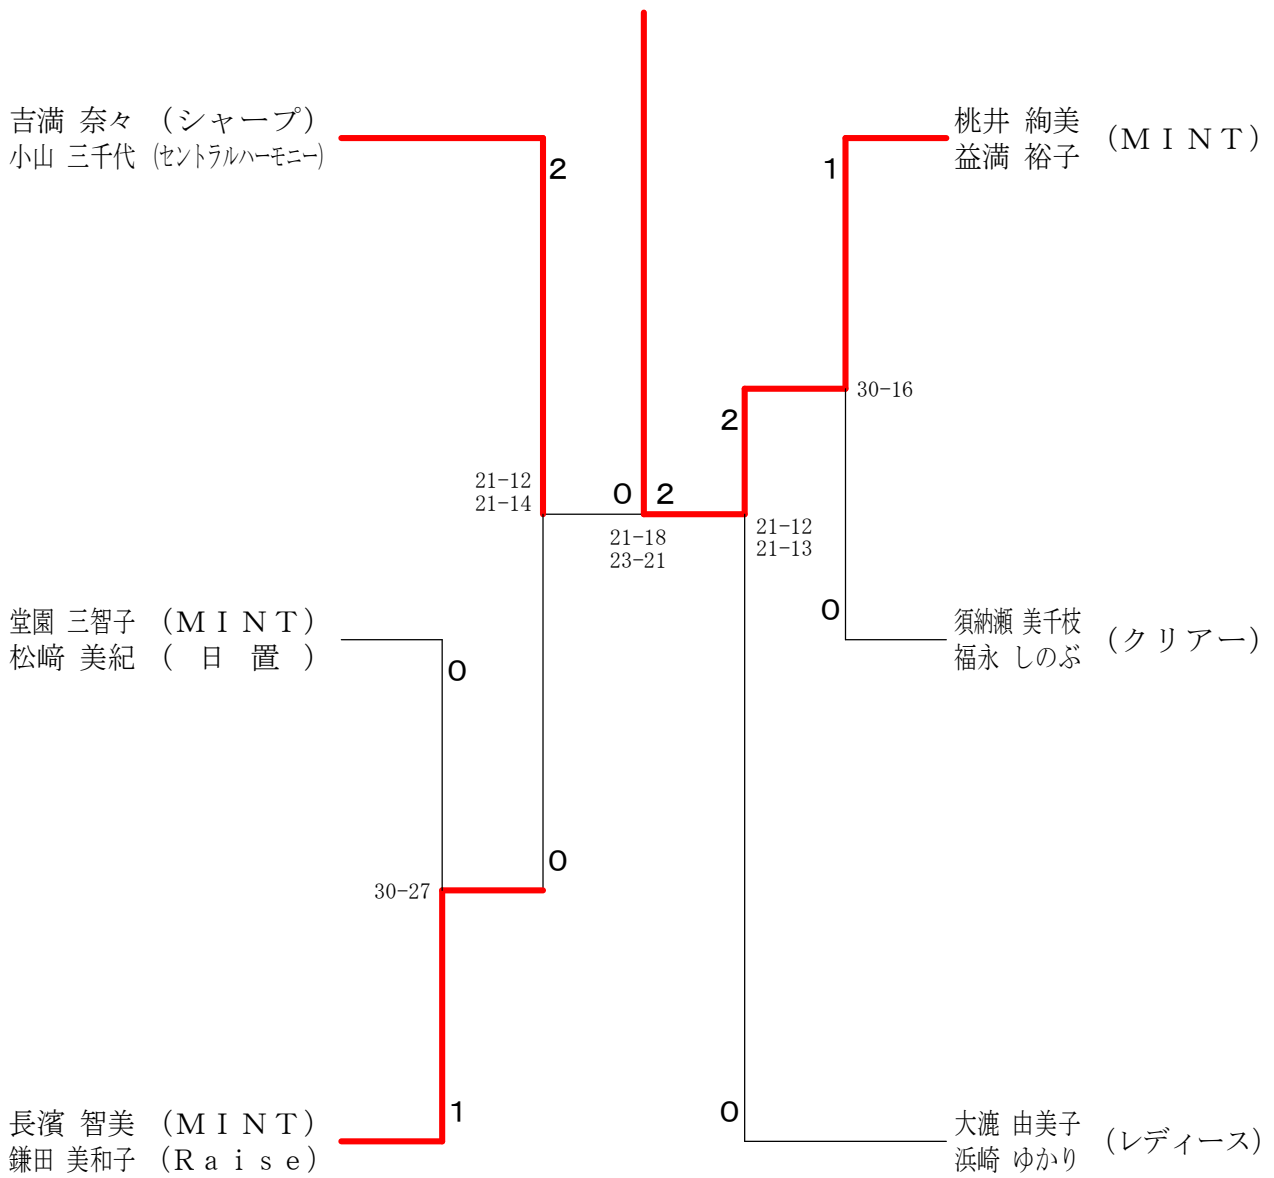 吉満 奈々 （シャープ）
小山 三千代 （セントラルハーモニー）
桃井 絢美
益満 裕子
（ＭＩＮＴ）
2
1
30-16
2
21-12
21-14
0 2
21-18
23-21
21-12
21-13
堂園 三智子 （ＭＩＮＴ）
松﨑 美紀 （ 日 置 ）
0
0
須納瀬 美千枝
福永 しのぶ
（クリアー）
0
30-27
長濱 智美 （ＭＩＮＴ）
鎌田 美和子 （Ｒａｉｓｅ）
1
0
大漉 由美子
浜崎 ゆかり
（レディース）